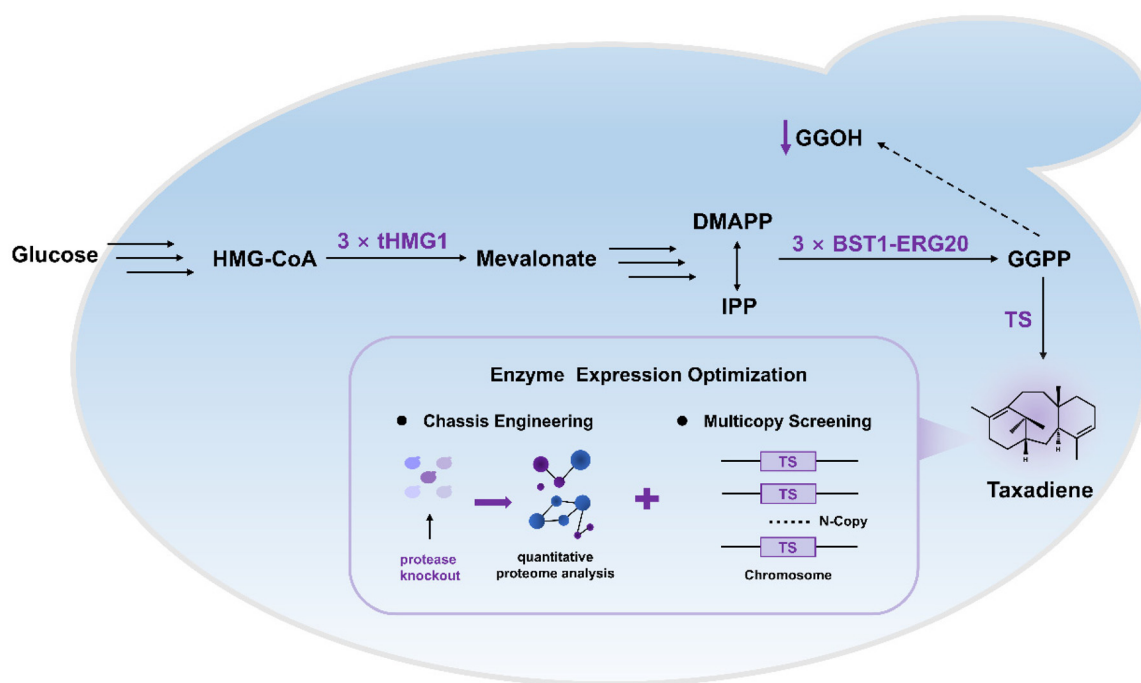 GGOH
DMAPP
3 × tHMG1
3 × BST1-ERG20
Glucose
HMG-CoA
Mevalonate
GGPP
IPP
TS
Enzyme Expression Optimization
Chassis Engineering
Multicopy Screening
TS
TS
N-Copy
TS
protease
knockout
quantitative
proteome analysis
Chromosome
H
H
Taxadiene